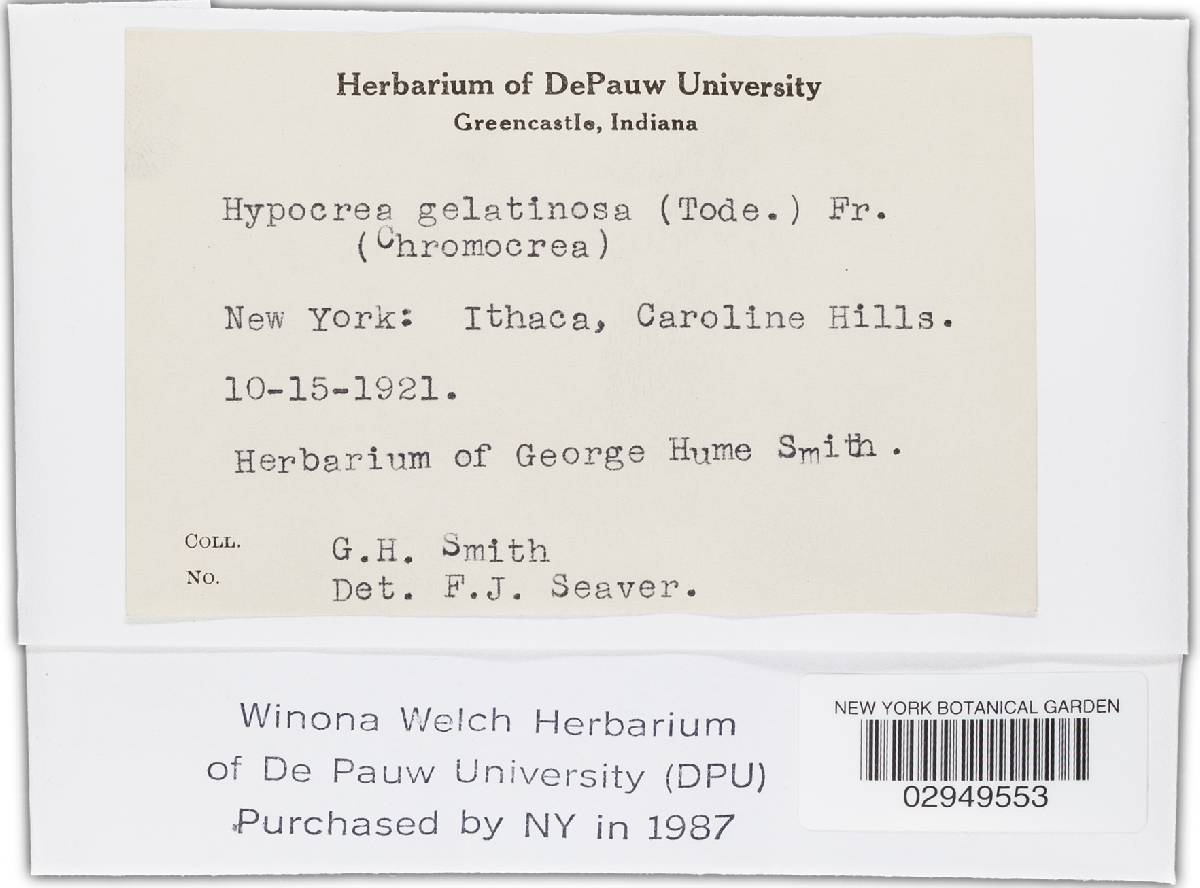 Herbarium of DePauw University
Greencastle, Indiana
Hypocrea gelatinosa (Tode.) Fr.
(Chromocrea)
New York: Ithaca, Caroline Hills.
10-15-1921.
Herbarium of George Hume Smith.
COLL. G.H. Smith
NO. Det. F.J. Seaver.
Winona Welch Herbarium
of De Pauw University (DPU)
Purchased by NY in 1987
NEW YORK BOTANICAL GARDEN
02949553